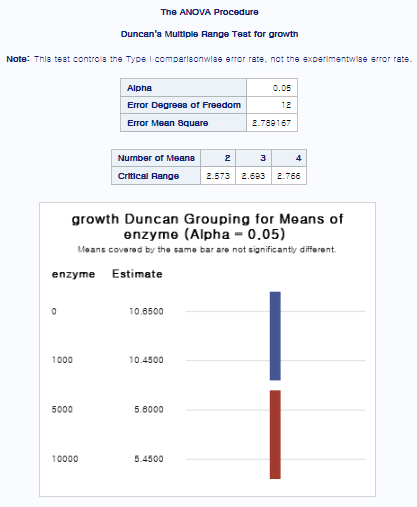 The ANOVA Procedure
Duncan's Multiple Range Test for growth
Note: This test controls the Type I comparisonwise error rate, not the experimentwise error rate.
Alpha 0.05
Error Degrees of Freedom 12
Error Mean Square 2.789167
Number of Means 2 3 4
Critical Range 2.573 2.693 2.766
growth Duncan Grouping for Means of
enzyme (Alpha = 0.05)
Means covered by the same bar are not significantly different.
enzyme Estimate
0 10.6500
1000 10.4500
5000 5.6000
10000 5.4500